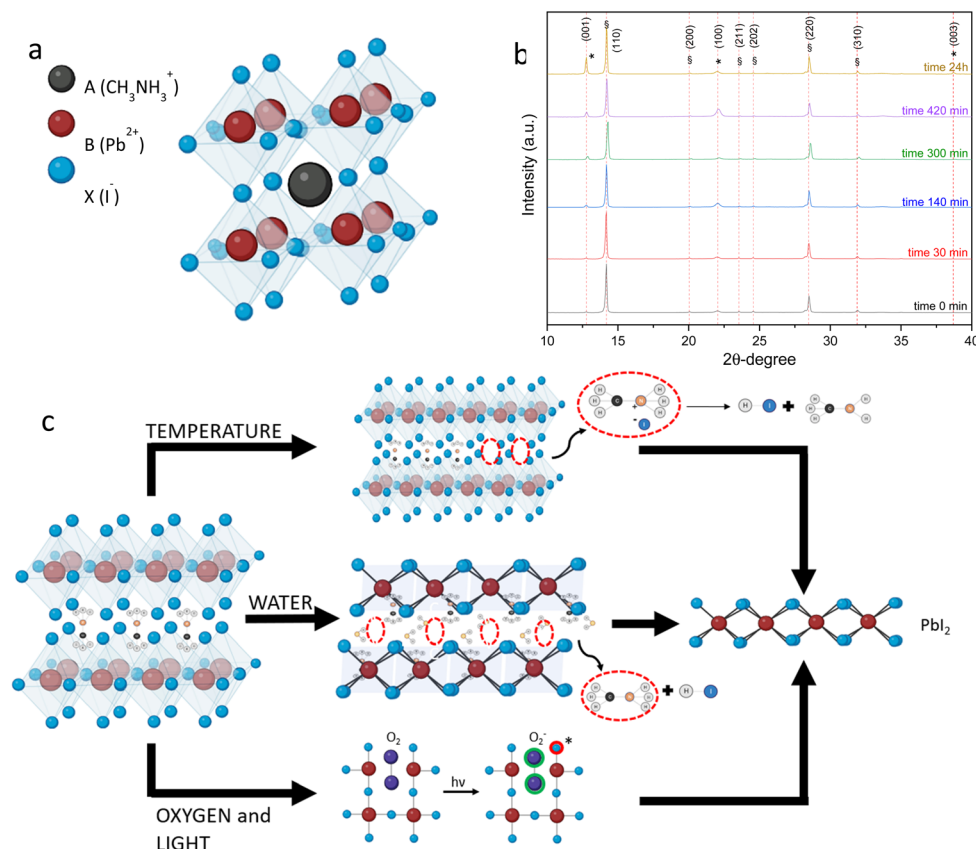 a
A (CH₃NH₃⁺)
B (Pb²⁺)
X (I⁻)
b
(001)
*
§
(110)
(200)
§
(100)
*
(211)
§
(202)
§
(220)
§
(310)
§
(003)
*
time 24h
time 420 min
time 300 min
time 140 min
time 30 min
time 0 min
Intensity (a.u.)
10 15 20 25 30 35 40
2θ-degree
c
TEMPERATURE
H H H C N H H H
+
-
I
H I + H H H C N H H
WATER
PbI₂
H H H C N H H H + H I
O₂
hν
O₂⁻
*
OXYGEN and
LIGHT